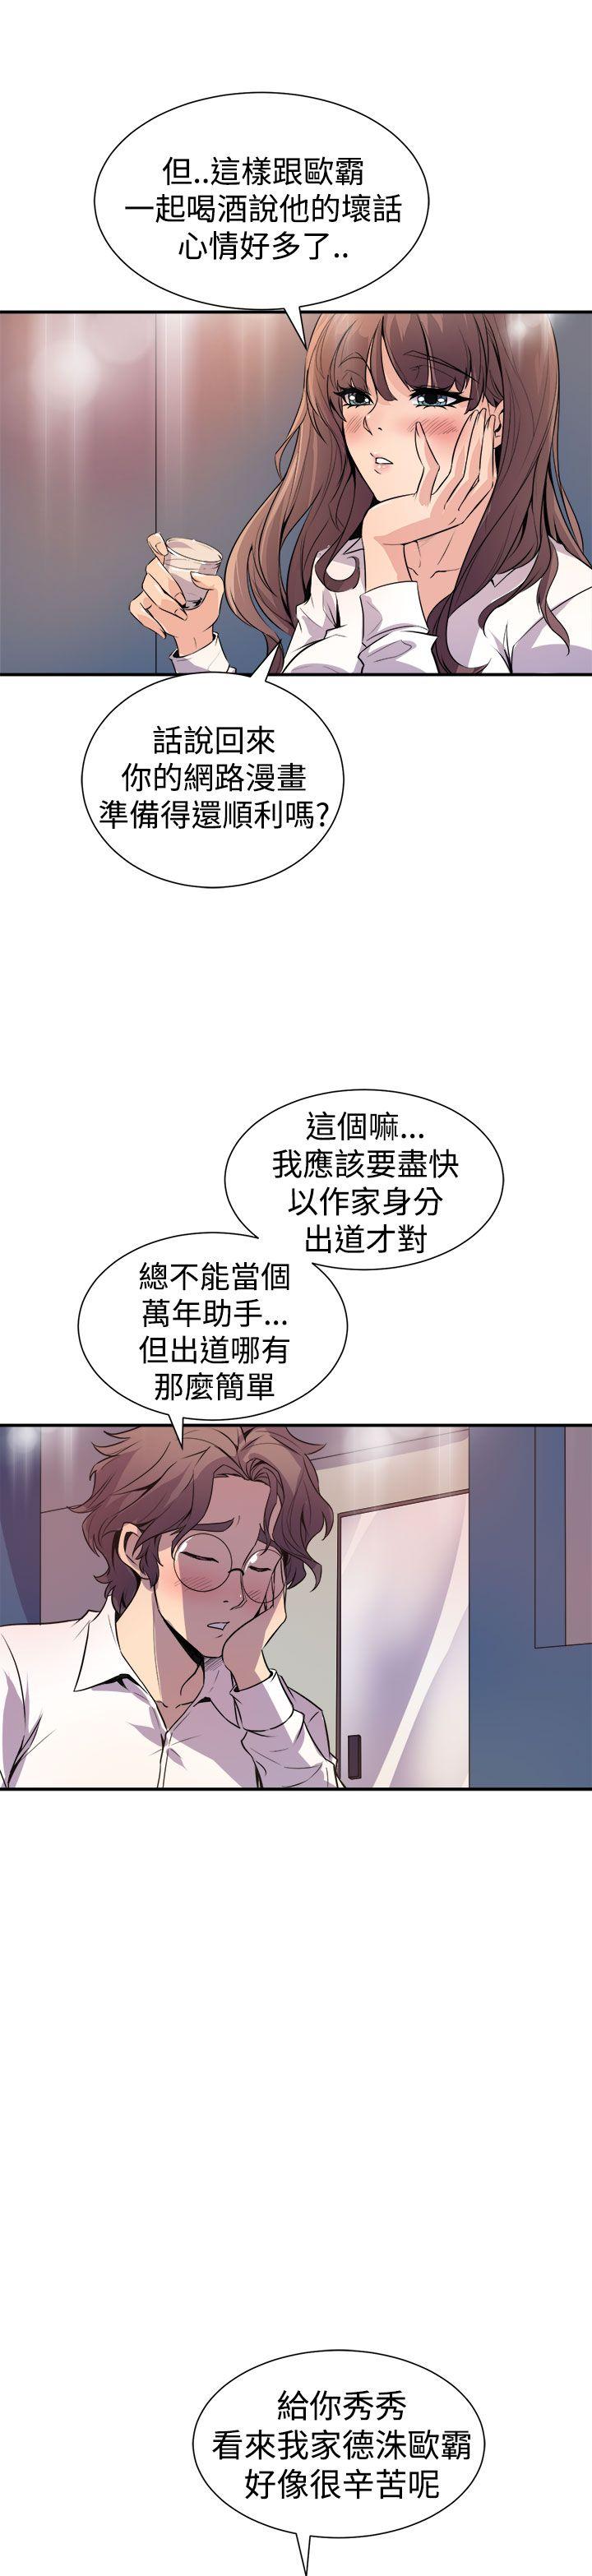 但..這樣跟歐霸
一起喝酒說他的壞話
心情好多了..
話說回來
你的網路漫畫
準備得還順利嗎?
這個嘛...
我應該要盡快
以作家身分
出道才對
總不能當個
萬年助手...
但出道哪有
那麼簡單
給你秀秀
看來我家德洙歐霸
好像很辛苦呢